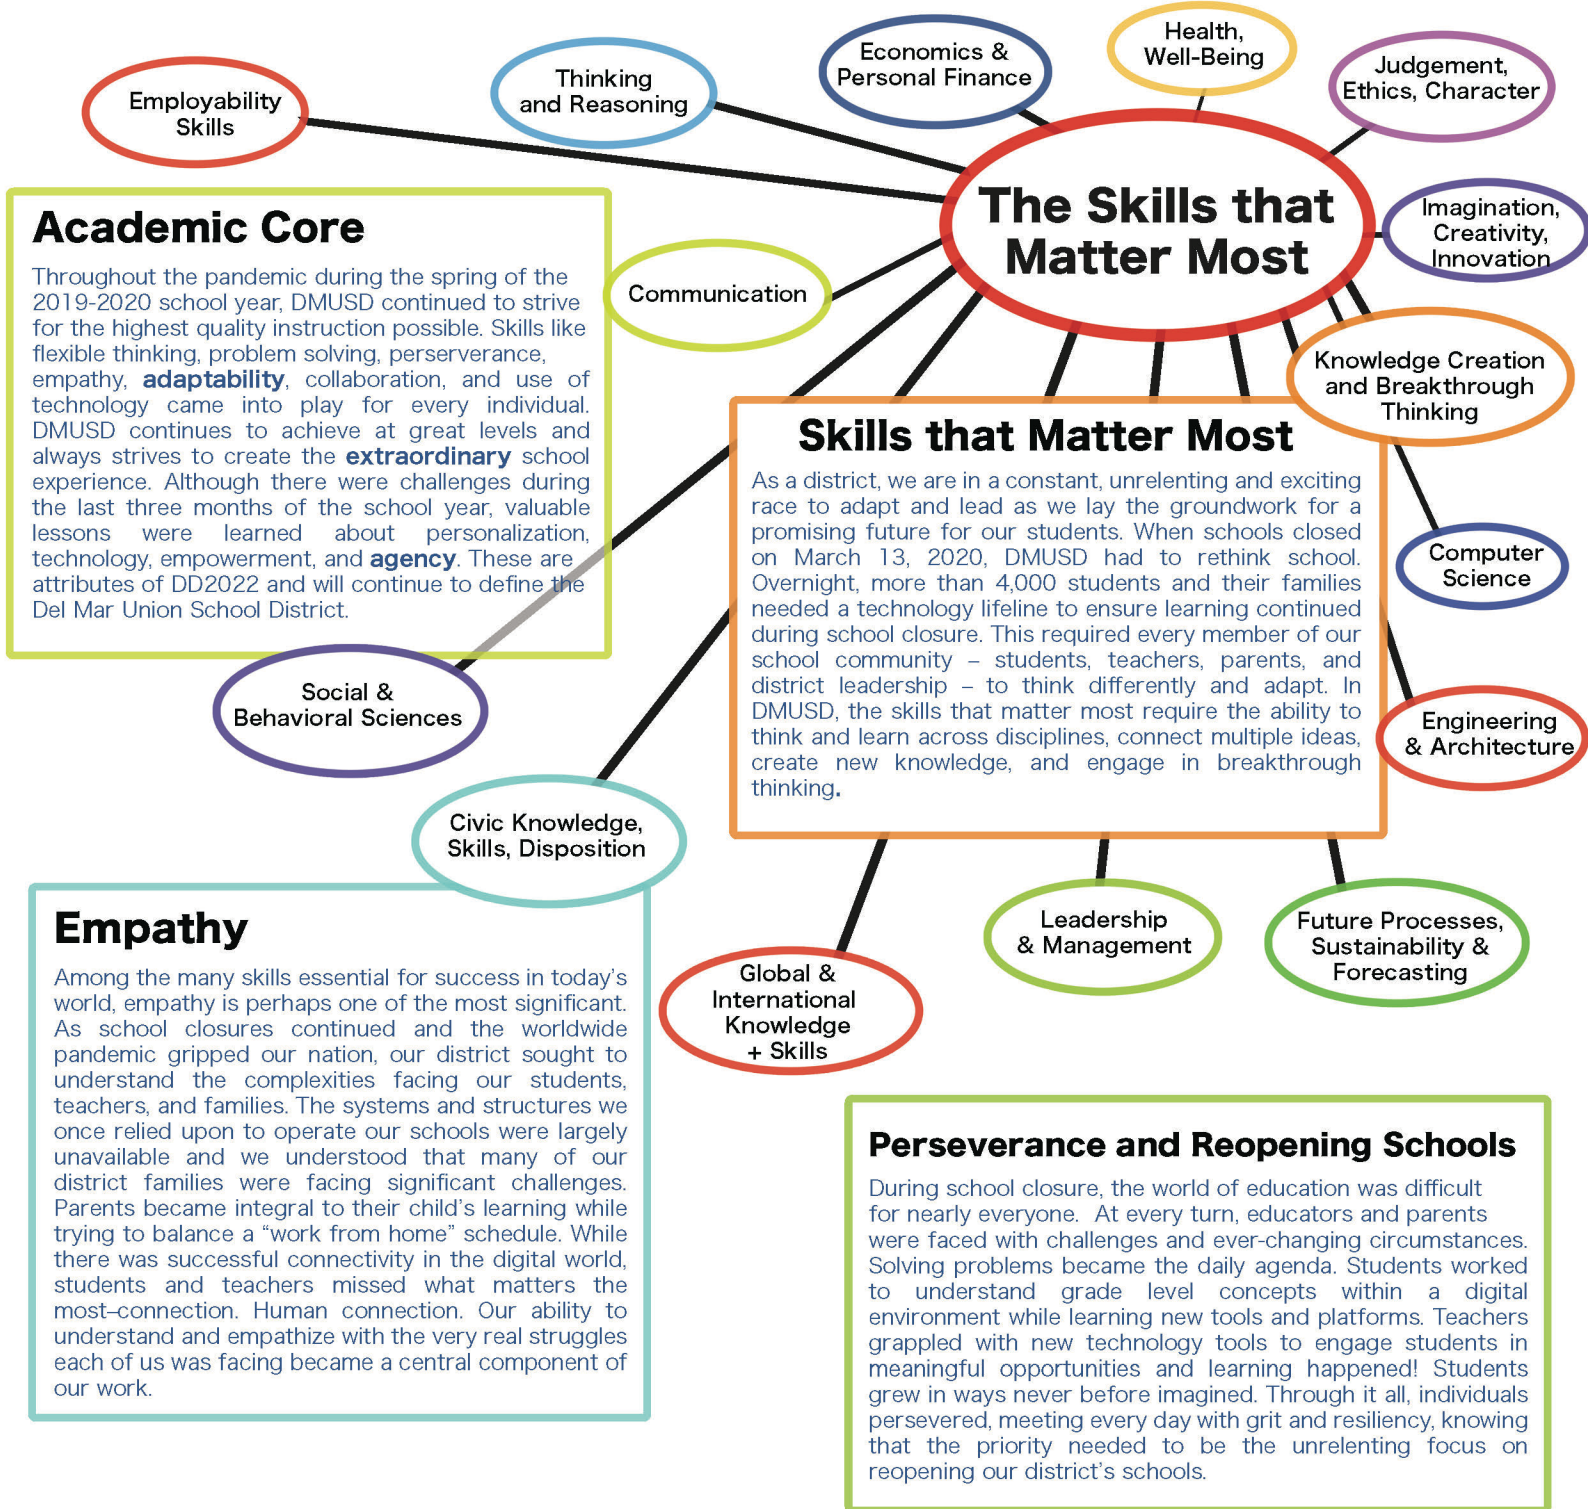 Health,
Well-Being
Economics &
Personal Finance
Judgement,
Ethics, Character
Thinking
and Reasoning
Employability
Skills
The Skills that
Matter Most
Imagination,
Creativity,
Innovation
Academic Core
Throughout the pandemic during the spring of the
2019-2020 school year, DMUSD continued to strive
for the highest quality instruction possible. Skills like
flexible thinking, problem solving, perserverance,
empathy, adaptability, collaboration, and use of
technology came into play for every individual.
DMUSD continues to achieve at great levels and
always strives to create the extraordinary school
experience. Although there were challenges during
the last three months of the school year, valuable
lessons were learned about personalization,
technology, empowerment, and agency. These are
attributes of DD2022 and will continue to define the
Del Mar Union School District.
Communication
Knowledge Creation
and Breakthrough
Thinking
Skills that Matter Most
As a district, we are in a constant, unrelenting and exciting
race to adapt and lead as we lay the groundwork for a
promising future for our students. When schools closed
on March 13, 2020, DMUSD had to rethink school.
Overnight, more than 4,000 students and their families
needed a technology lifeline to ensure learning continued
during school closure. This required every member of our
school community – students, teachers, parents, and
district leadership – to think differently and adapt. In
DMUSD, the skills that matter most require the ability to
think and learn across disciplines, connect multiple ideas,
create new knowledge, and engage in breakthrough
thinking.
Computer
Science
Social &
Behavioral Sciences
Engineering
& Architecture
Civic Knowledge,
Skills, Disposition
Leadership
& Management
Future Processes,
Sustainability &
Forecasting
Global &
International
Knowledge
+ Skills
Empathy
Among the many skills essential for success in today's
world, empathy is perhaps one of the most significant.
As school closures continued and the worldwide
pandemic gripped our nation, our district sought to
understand the complexities facing our students,
teachers, and families. The systems and structures we
once relied upon to operate our schools were largely
unavailable and we understood that many of our
district families were facing significant challenges.
Parents became integral to their child's learning while
trying to balance a "work from home" schedule. While
there was successful connectivity in the digital world,
students and teachers missed what matters the
most–connection. Human connection. Our ability to
understand and empathize with the very real struggles
each of us was facing became a central component of
our work.
Perseverance and Reopening Schools
During school closure, the world of education was difficult
for nearly everyone. At every turn, educators and parents
were faced with challenges and ever-changing circumstances.
Solving problems became the daily agenda. Students worked
to understand grade level concepts within a digital
environment while learning new tools and platforms. Teachers
grappled with new technology tools to engage students in
meaningful opportunities and learning happened! Students
grew in ways never before imagined. Through it all, individuals
persevered, meeting every day with grit and resiliency, knowing
that the priority needed to be the unrelenting focus on
reopening our district's schools.